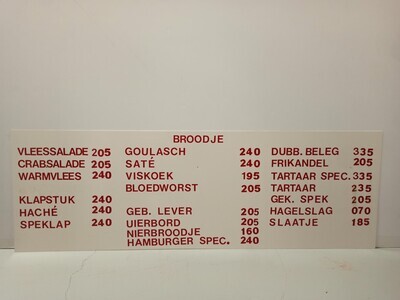 BROODJE
VLEESSALADE 205
CRABSALADE 205
WARMVLEES 240
KLAPSTUK 240
HACHÉ 240
SPEKLAP 240
GOULASCH 240
SATÉ 240
VISKOEK 195
BLOEDWORST 205
GEB. LEVER 205
UIERBORD 205
NIERBROODJE 160
HAMBURGER SPEC. 240
DUBB. BELEG 335
FRIKANDEL 205
TARTAAR SPEC. 335
TARTAAR 235
GEK. SPEK 205
HAGELSLAG 070
SLAATJE 185